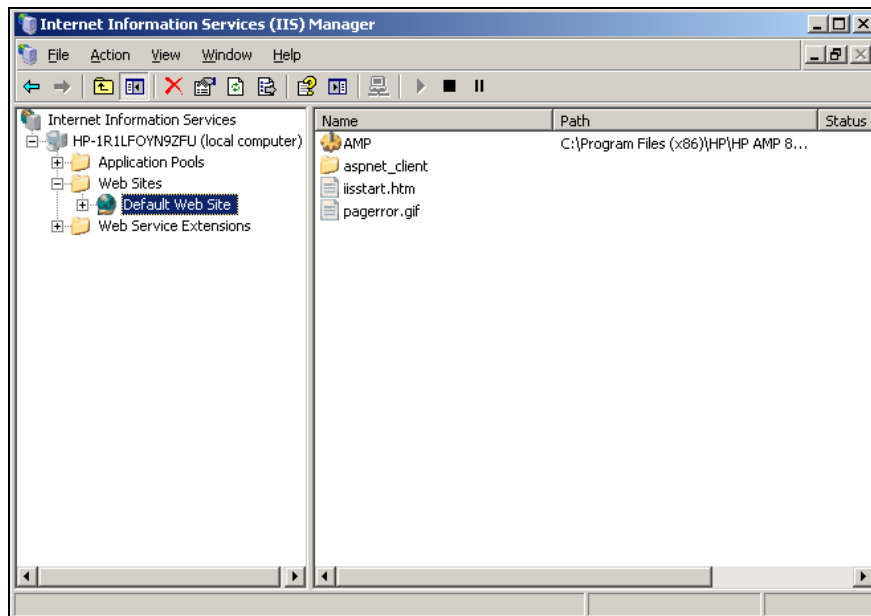 Internet Information Services (IIS) Manager
File Action View Window Help
Internet Information Services
HP-1R1LFOYN9ZFU (local computer)
Application Pools
Web Sites
Default Web Site
Web Service Extensions
Name Path Status
AMP C:\Program Files (x86)\HP\HP AMP 8...
aspnet_client
iisstart.htm
pagerror.gif